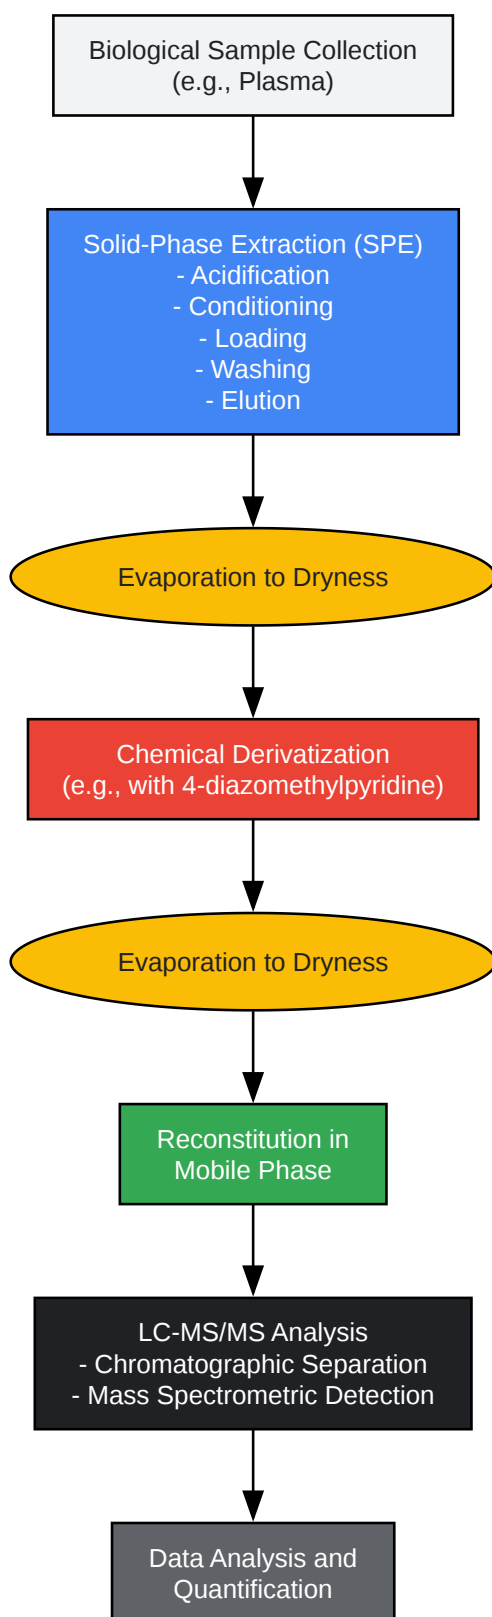 Biological Sample Collection
(e.g., Plasma)
Solid-Phase Extraction (SPE)
- Acidification
- Conditioning
- Loading
- Washing
- Elution
Evaporation to Dryness
Chemical Derivatization
(e.g., with 4-diazomethylpyridine)
Evaporation to Dryness
Reconstitution in
Mobile Phase
LC-MS/MS Analysis
- Chromatographic Separation
- Mass Spectrometric Detection
Data Analysis and
Quantification